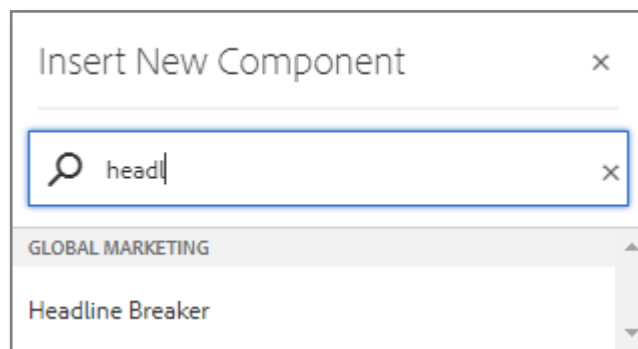 Insert New Component
headl
GLOBAL MARKETING
Headline Breaker